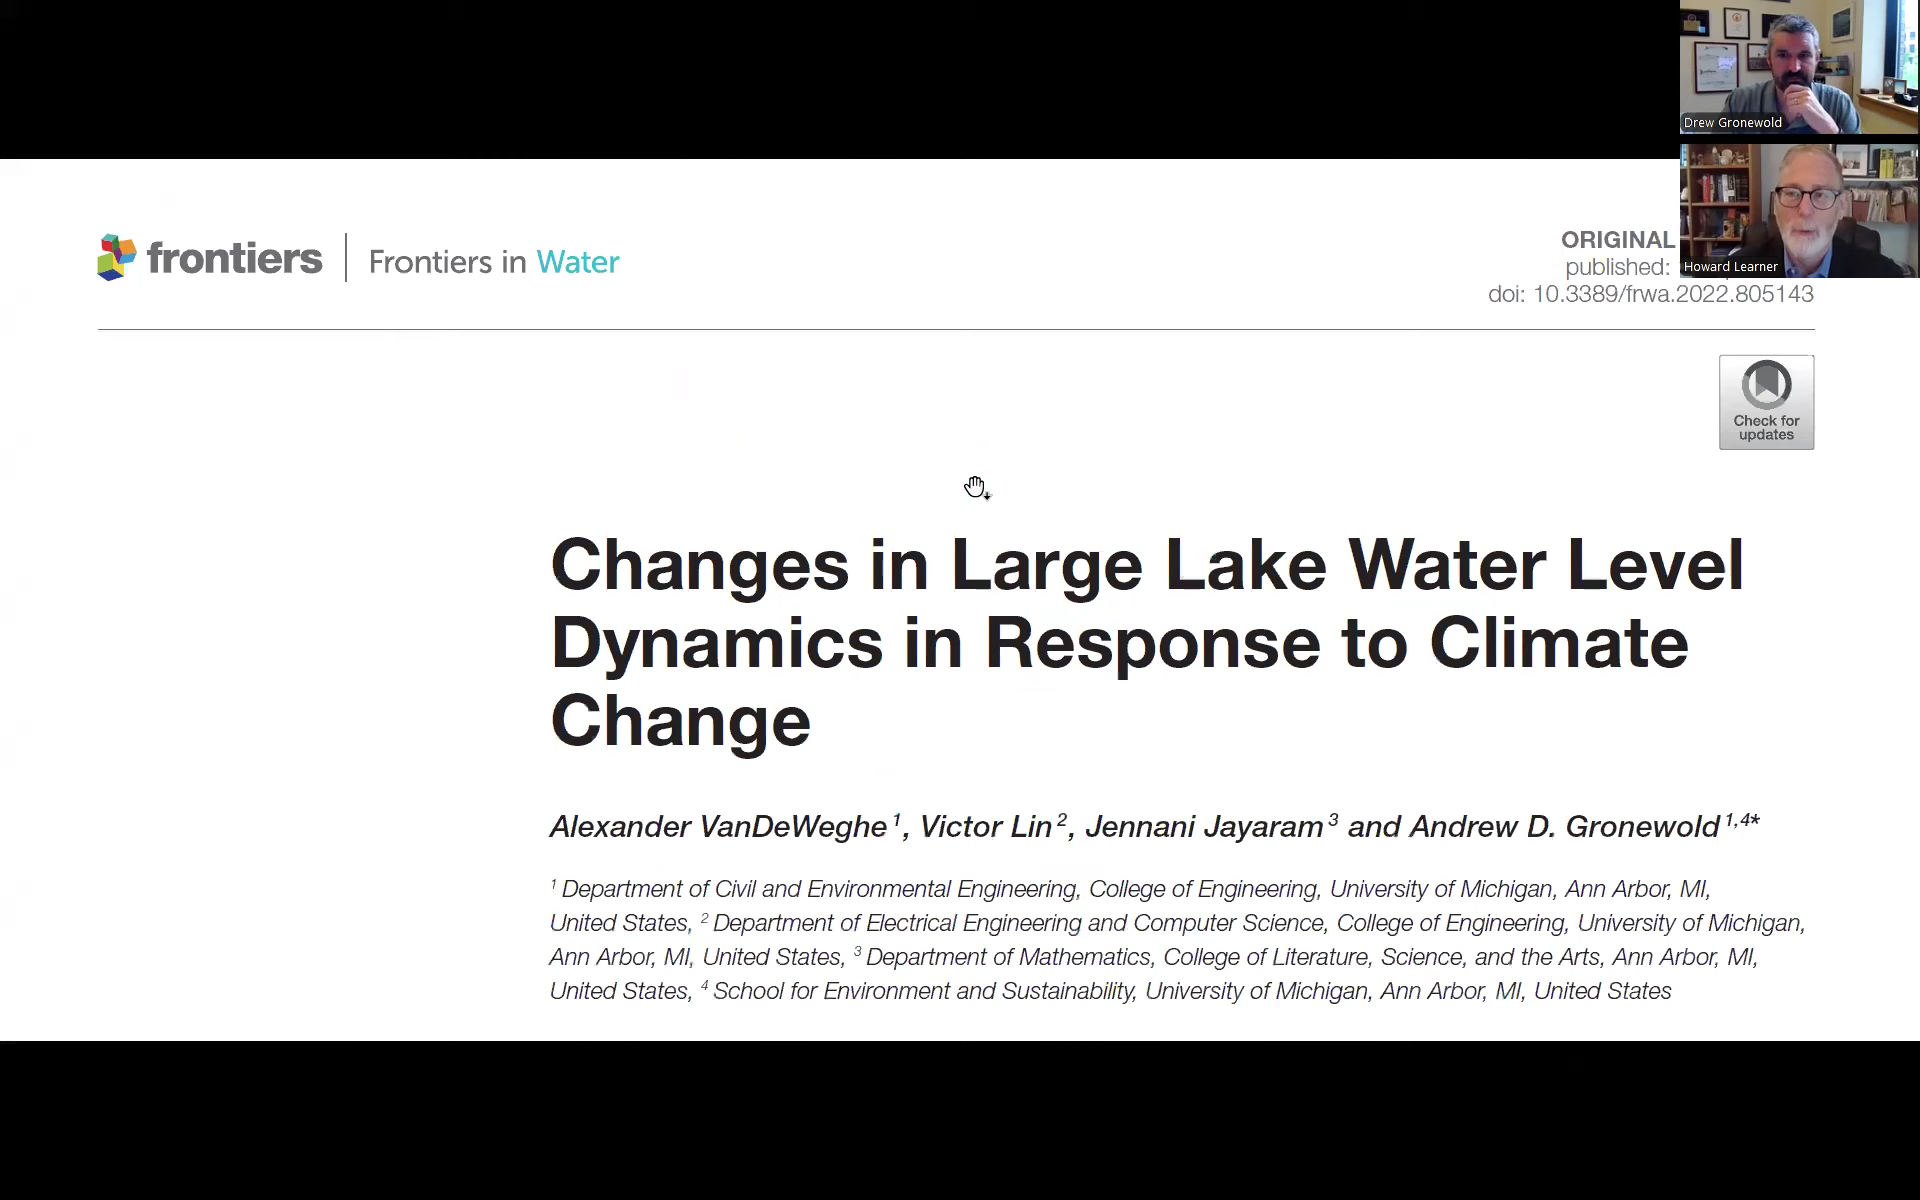 Drew Gronewold
Howard Learner
frontiers | Frontiers in Water
ORIGINAL
published:
doi: 10.3389/frwa.2022.805143
Check for
updates
Changes in Large Lake Water Level
Dynamics in Response to Climate
Change
Alexander VanDeWeghe 1, Victor Lin 2, Jennani Jayaram 3 and Andrew D. Gronewold 1,4*
1 Department of Civil and Environmental Engineering, College of Engineering, University of Michigan, Ann Arbor, MI,
United States, 2 Department of Electrical Engineering and Computer Science, College of Engineering, University of Michigan,
Ann Arbor, MI, United States, 3 Department of Mathematics, College of Literature, Science, and the Arts, Ann Arbor, MI,
United States, 4 School for Environment and Sustainability, University of Michigan, Ann Arbor, MI, United States